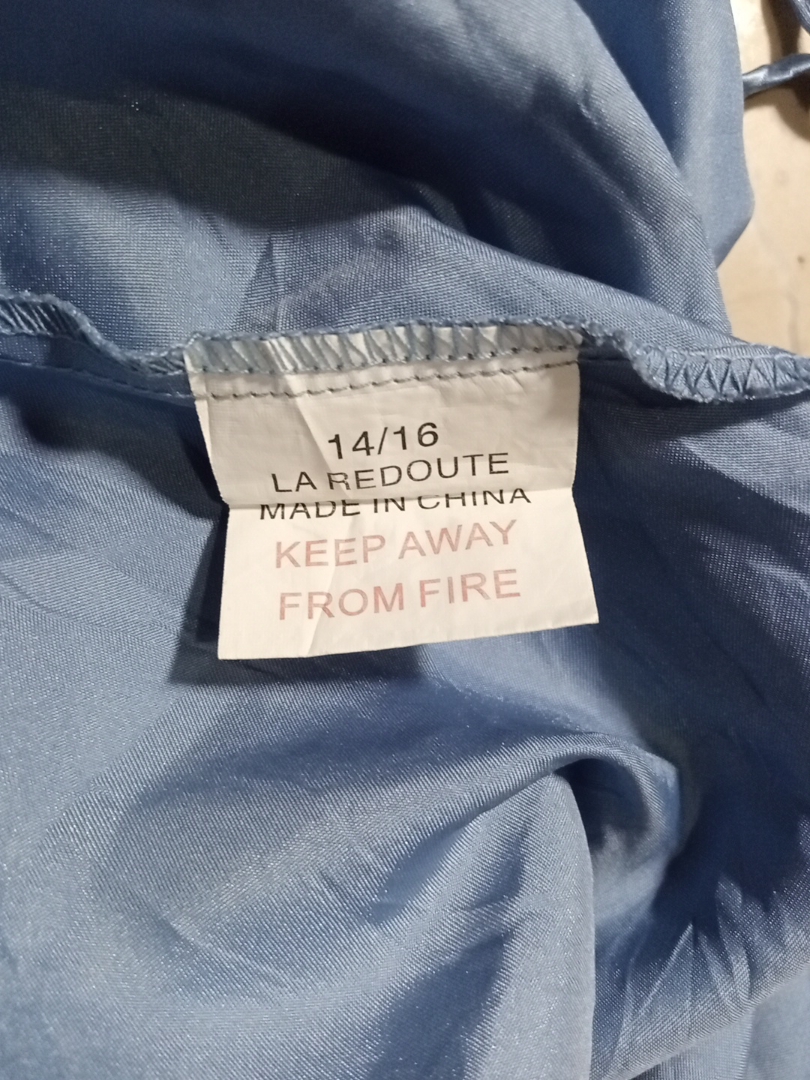 14/16
LA REDOUTE
MADE IN CHINA
KEEP AWAY
FROM FIRE